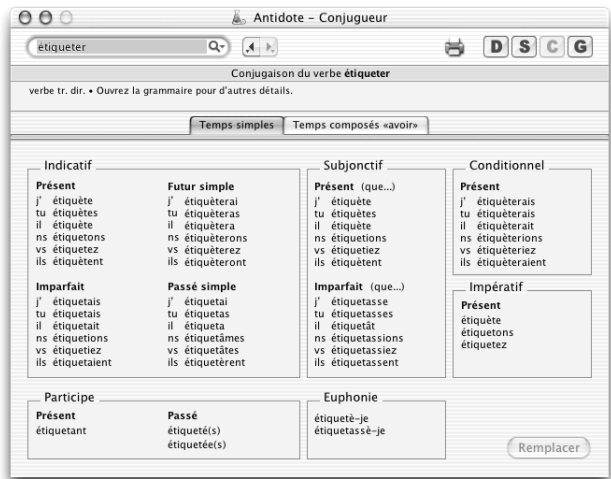 Antidote – Conjugueur
étiqueter
D S C G
Conjugaison du verbe étiqueter
verbe tr. dir. • Ouvrez la grammaire pour d'autres détails.
Temps simples
Temps composés «avoir»
Indicatif
Présent
j' étiquète
tu étiquètes
il étiquète
ns étiquetons
vs étiquetez
ils étiquètent
Futur simple
j' étiquèterai
tu étiquèteras
il étiquètera
ns étiquèterons
vs étiquèterez
ils étiquèteront
Imparfait
j' étiquetais
tu étiquetais
il étiquetait
ns étiquetions
vs étiquetiez
ils étiquetaient
Passé simple
j' étiquetai
tu étiquetas
il étiqueta
ns étiquetâmes
vs étiquetâtes
ils étiquetèrent
Subjonctif
Présent (que...)
j' étiquète
tu étiquètes
il étiquète
ns étiquetions
vs étiquetiez
ils étiquètent
Imparfait (que...)
j' étiquetasse
tu étiquetasses
il étiquetât
ns étiquetassions
vs étiquetassiez
ils étiquetassent
Conditionnel
Présent
j' étiquèterais
tu étiquèterais
il étiquèterait
ns étiquèterions
vs étiquèteriez
ils étiquèteraient
Impératif
Présent
étiquète
étiquetons
étiquetez
Participe
Présent
étiquetant
Passé
étiqueté(s)
étiquetée(s)
Euphonie
étiquetè-je
étiquetassè-je
Remplacer